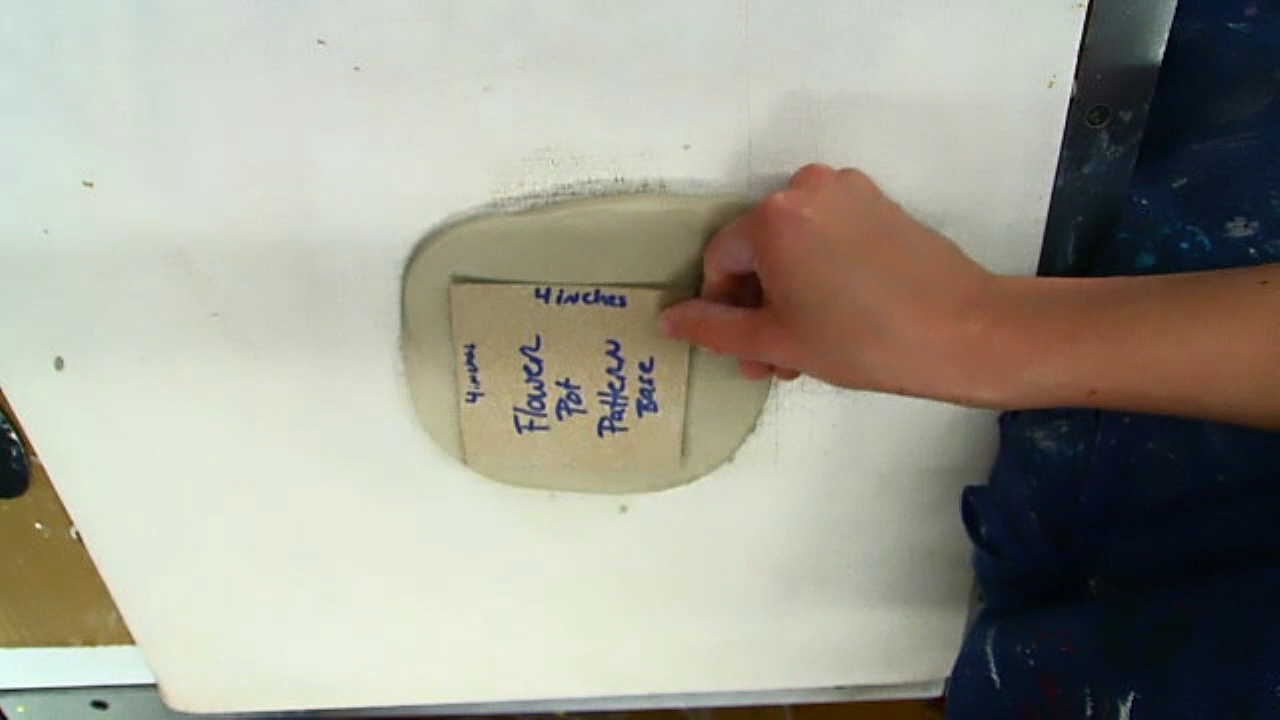 4 inches
4 inches
Flower
Pot
Pattern
Base